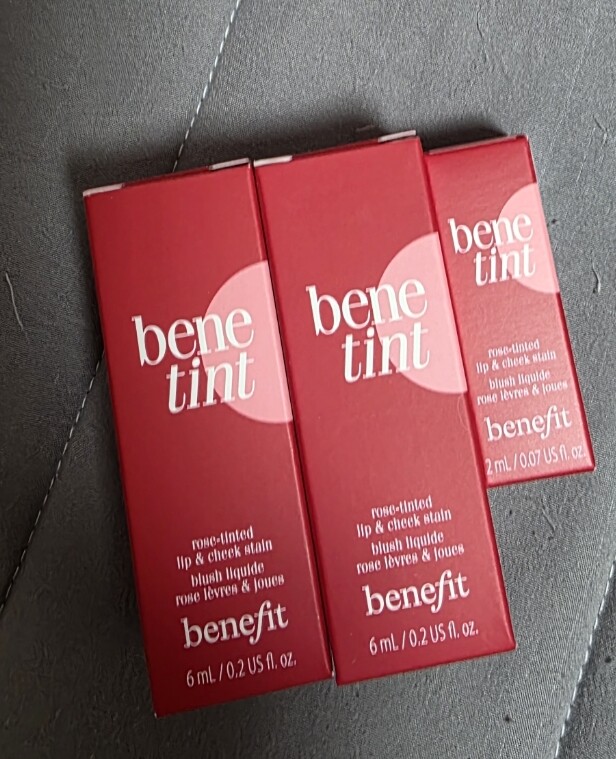 bene
tint
rose-tinted
lip & cheek stain
blush liquide
rose lèvres & joues
benefit
6 mL / 0.2 US fl. oz.
bene
tint
rose-tinted
lip & cheek stain
blush liquide
rose lèvres & joues
benefit
6 mL / 0.2 US fl. oz.
bene
tint
rose-tinted
lip & cheek stain
blush liquide
rose lèvres & joues
benefit
2 mL / 0.07 US fl. oz.